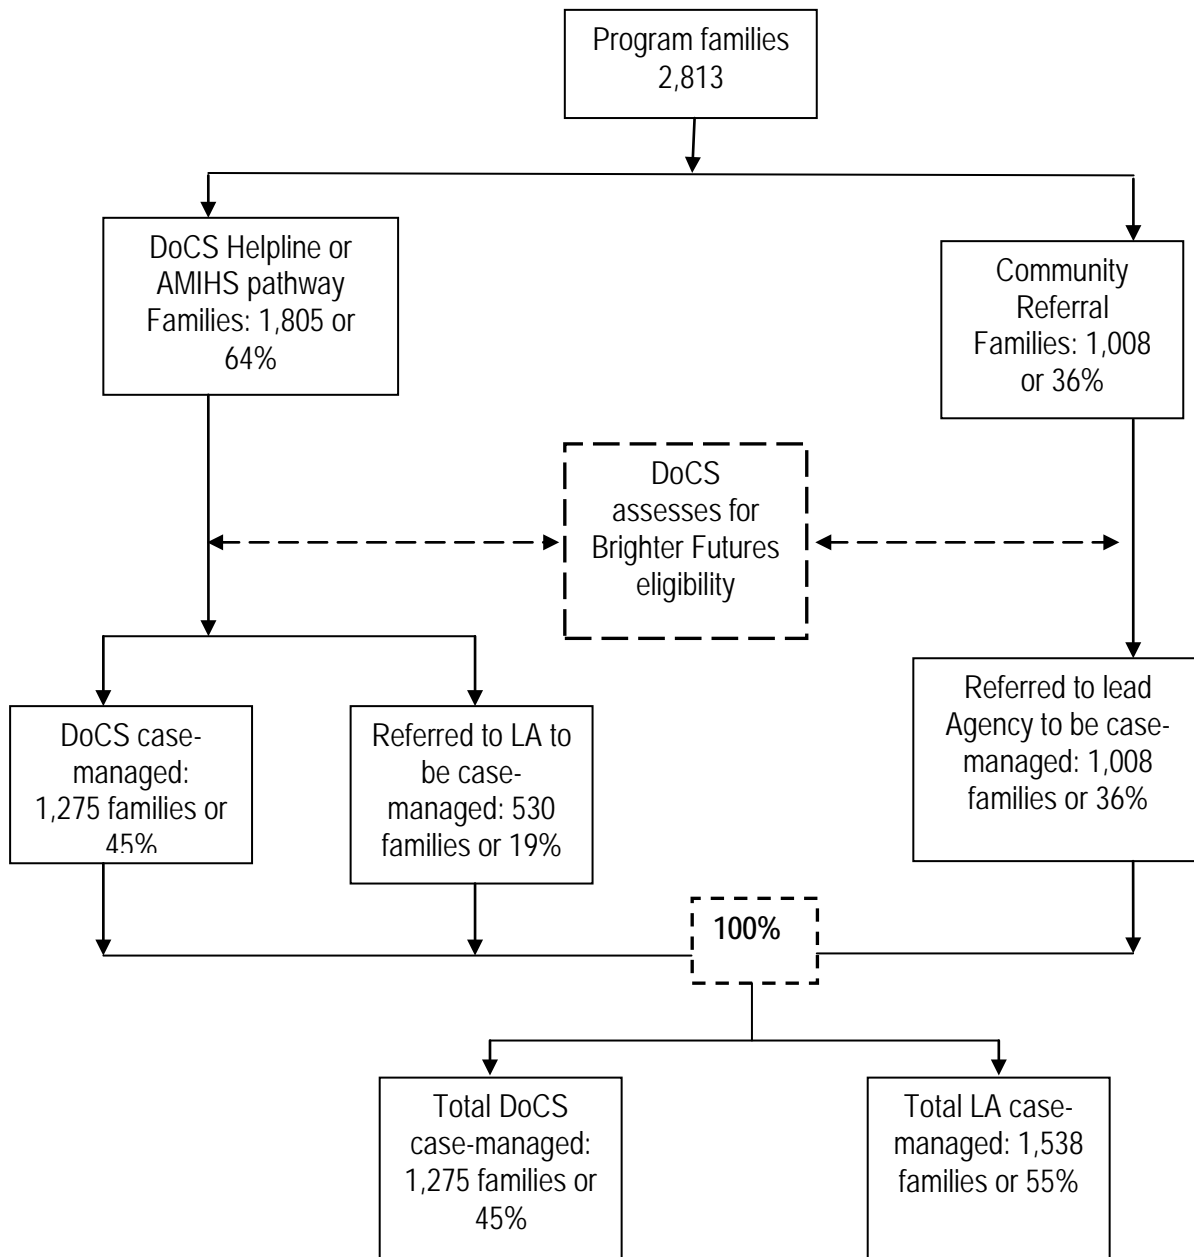 Program families
2,813
DoCS Helpline or
AMIHS pathway
Families: 1,805 or
64%
Community
Referral
Families: 1,008
or 36%
DoCS
assesses for
Brighter Futures
eligibility
DoCS case-
managed:
1,275 families or
45%
Referred to LA to
be case-
managed: 530
families or 19%
Referred to lead
Agency to be case-
managed: 1,008
families or 36%
100%
Total DoCS
case-managed:
1,275 families or
45%
Total LA case-
managed: 1,538
families or 55%